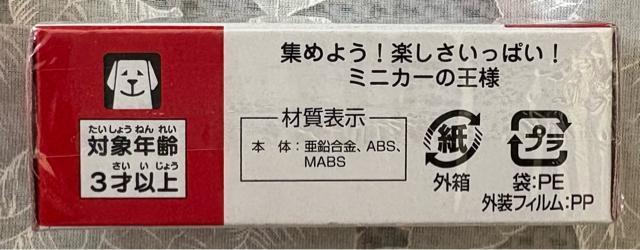 集めよう!楽しさいっぱい!
ミニカーの王様
たいしょうねんれい
対象年齢
さいいじょう
3才以上
材質表示
本 体:亜鉛合金、ABS、
MABS
紙
外箱
プラ
袋:PE
外装フィルム:PP